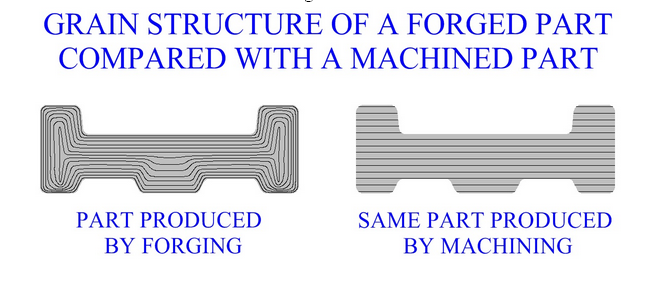 GRAIN STRUCTURE OF A FORGED PART
COMPARED WITH A MACHINED PART
PART PRODUCED
BY FORGING
SAME PART PRODUCED
BY MACHINING